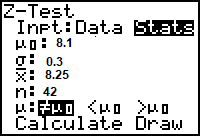 Z-Test
Inpt:Data Stats
μ0: 8.1
σ: 0.3
x̄: 8.25
n: 42
μ:≠μ0 <μ0 >μ0
Calculate Draw